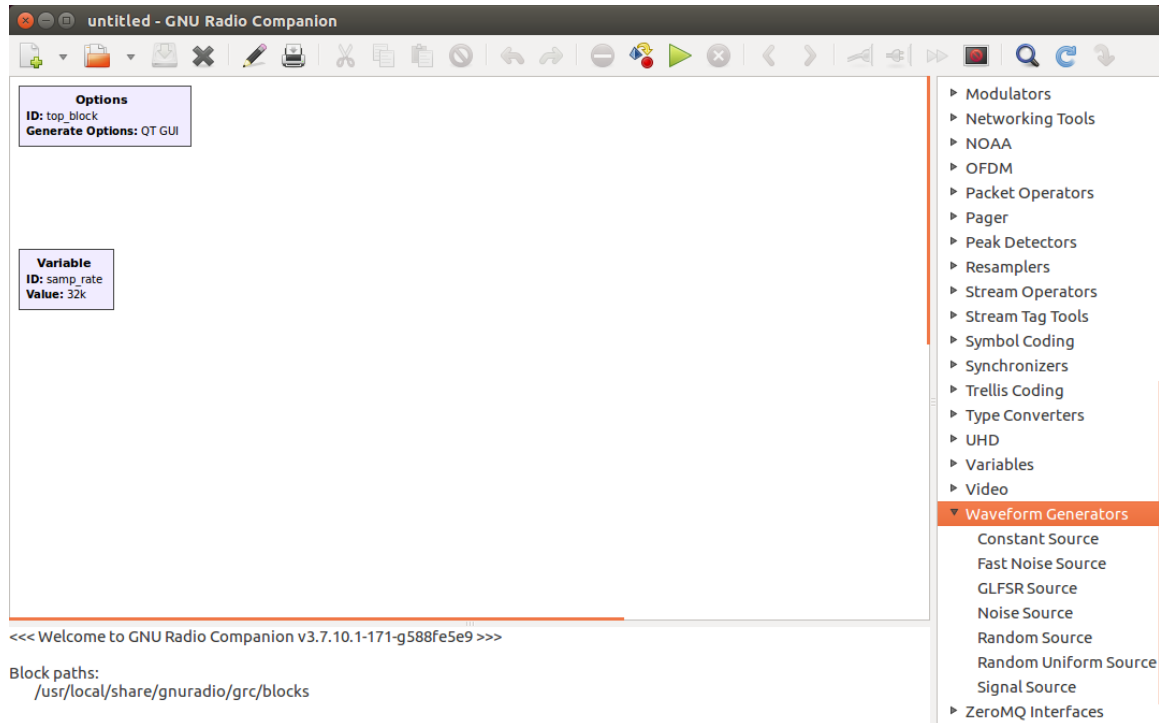 untitled - GNU Radio Companion
Options
ID: top_block
Generate Options: QT GUI
Variable
ID: samp_rate
Value: 32k
<<< Welcome to GNU Radio Companion v3.7.10.1-171-g588fe5e9 >>>
Block paths:
/usr/local/share/gnuradio/grc/blocks
Modulators
Networking Tools
NOAA
OFDM
Packet Operators
Pager
Peak Detectors
Resamplers
Stream Operators
Stream Tag Tools
Symbol Coding
Synchronizers
Trellis Coding
Type Converters
UHD
Variables
Video
Waveform Generators
Constant Source
Fast Noise Source
GLFSR Source
Noise Source
Random Source
Random Uniform Source
Signal Source
ZeroMQ Interfaces